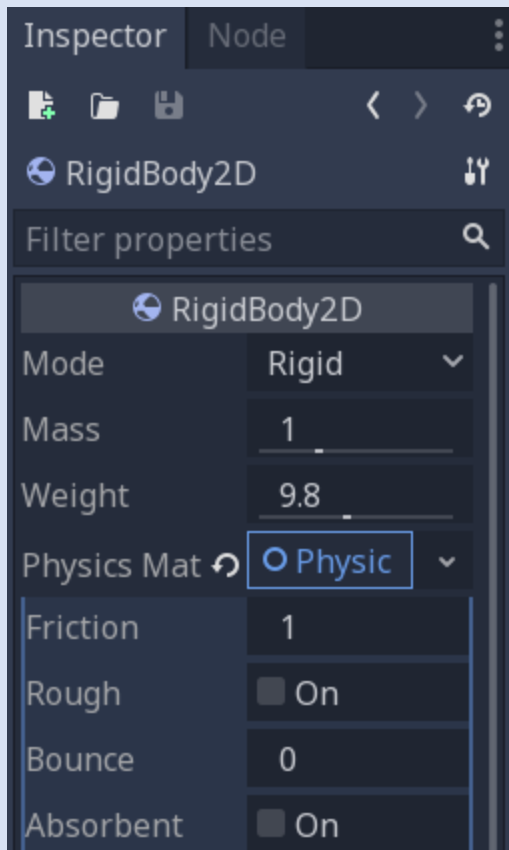 Inspector Node
RigidBody2D
Filter properties
RigidBody2D
Mode Rigid
Mass 1
Weight 9.8
Physics Mat Physic
Friction 1
Rough On
Bounce 0
Absorbent On